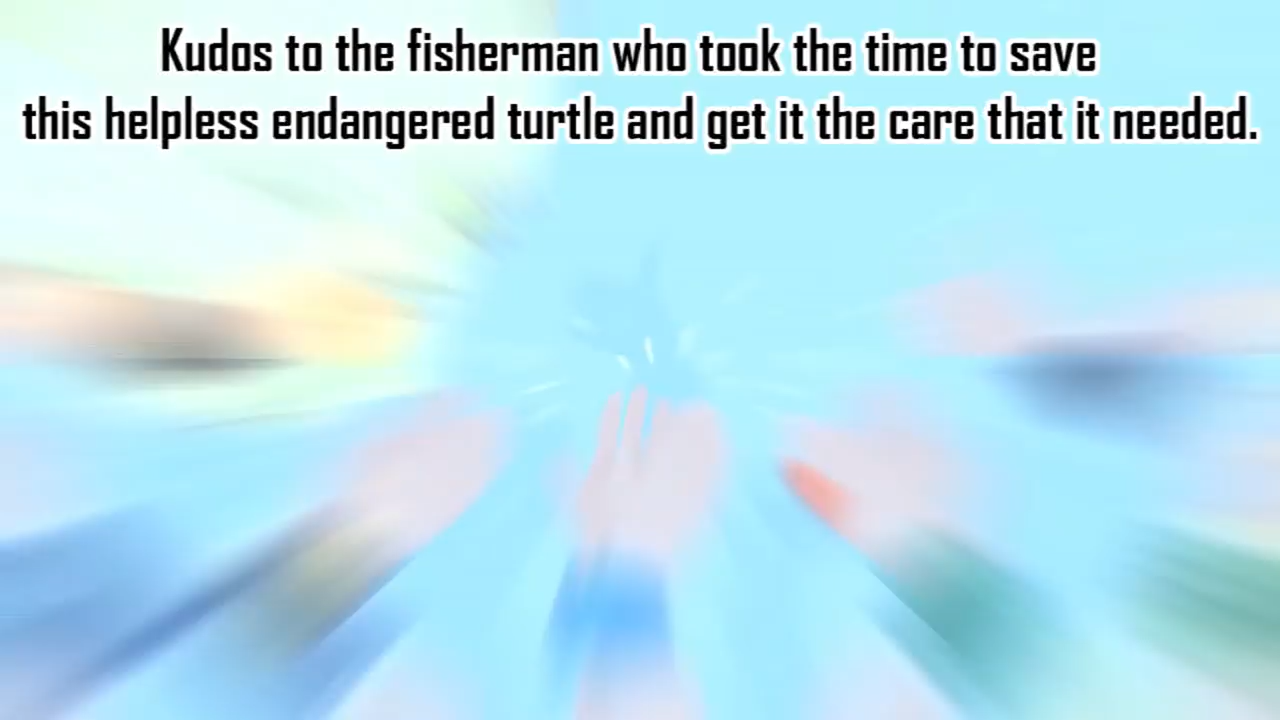 Kudos to the fisherman who took the time to save
this helpless endangered turtle and get it the care that it needed.